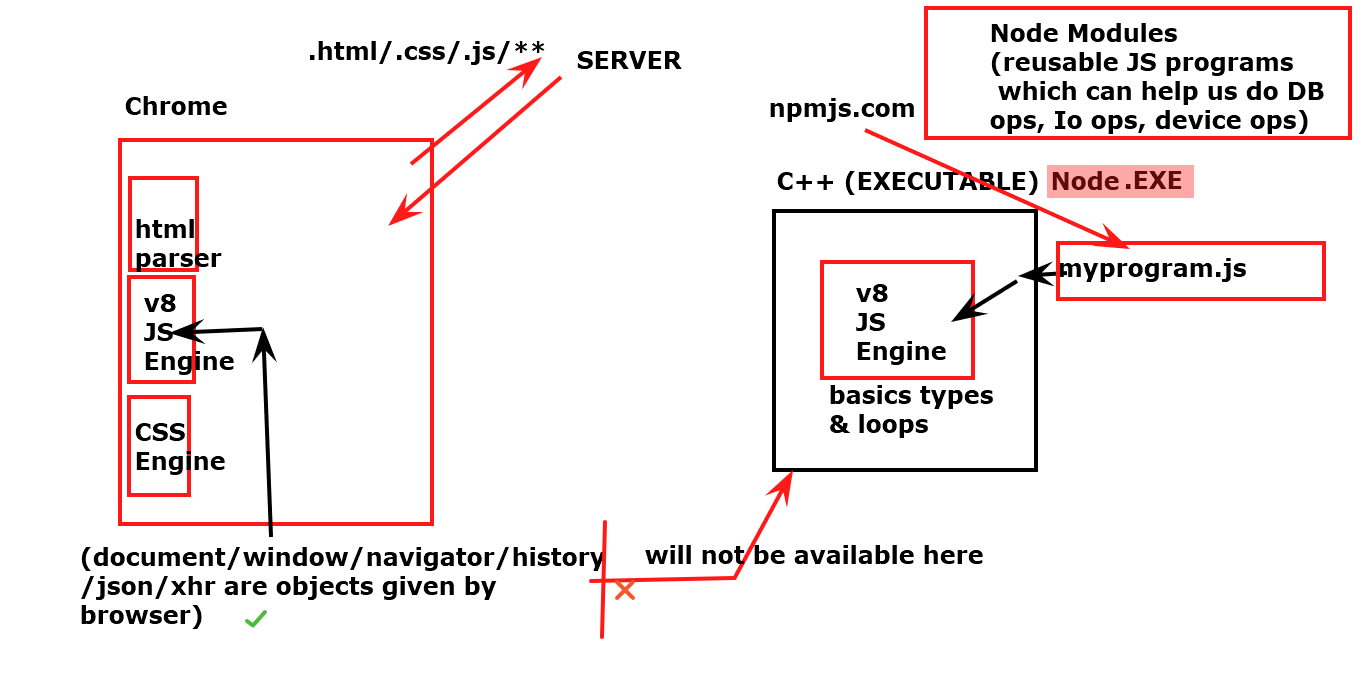 .html/.css/.js/**
SERVER
Chrome
html
parser
v8
JS
Engine
CSS
Engine
(document/window/navigator/history
/json/xhr are objects given by
browser)
will not be available here
Node Modules
(reusable JS programs
which can help us do DB
ops, Io ops, device ops)
npmjs.com
C++ (EXECUTABLE) Node.EXE
myprogram.js
v8
JS
Engine
basics types
& loops